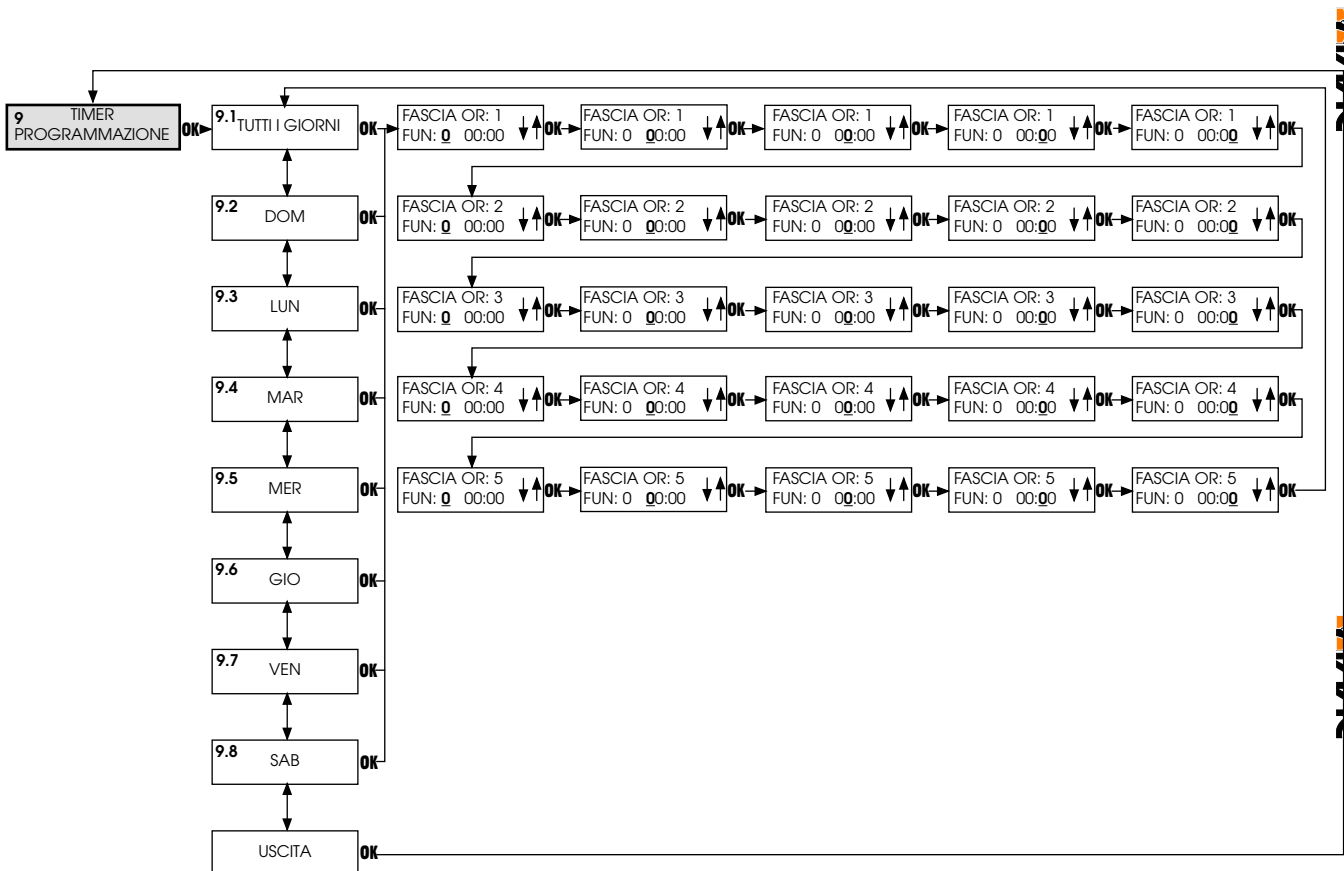 9 TIMER
PROGRAMMAZIONE OK
9.1 TUTTI I GIORNI OK
FASCIA OR: 1
FUN: 0 00:00 OK
FASCIA OR: 1
FUN: 0 00:00 OK
FASCIA OR: 1
FUN: 0 00:00 OK
FASCIA OR: 1
FUN: 0 00:00 OK
FASCIA OR: 1
FUN: 0 00:00 OK
9.2 DOM OK
FASCIA OR: 2
FUN: 0 00:00 OK
FASCIA OR: 2
FUN: 0 00:00 OK
FASCIA OR: 2
FUN: 0 00:00 OK
FASCIA OR: 2
FUN: 0 00:00 OK
FASCIA OR: 2
FUN: 0 00:00 OK
9.3 LUN OK
FASCIA OR: 3
FUN: 0 00:00 OK
FASCIA OR: 3
FUN: 0 00:00 OK
FASCIA OR: 3
FUN: 0 00:00 OK
FASCIA OR: 3
FUN: 0 00:00 OK
FASCIA OR: 3
FUN: 0 00:00 OK
9.4 MAR OK
FASCIA OR: 4
FUN: 0 00:00 OK
FASCIA OR: 4
FUN: 0 00:00 OK
FASCIA OR: 4
FUN: 0 00:00 OK
FASCIA OR: 4
FUN: 0 00:00 OK
FASCIA OR: 4
FUN: 0 00:00 OK
9.5 MER OK
FASCIA OR: 5
FUN: 0 00:00 OK
FASCIA OR: 5
FUN: 0 00:00 OK
FASCIA OR: 5
FUN: 0 00:00 OK
FASCIA OR: 5
FUN: 0 00:00 OK
FASCIA OR: 5
FUN: 0 00:00 OK
9.6 GIO OK
9.7 VEN OK
9.8 SAB OK
USCITA OK